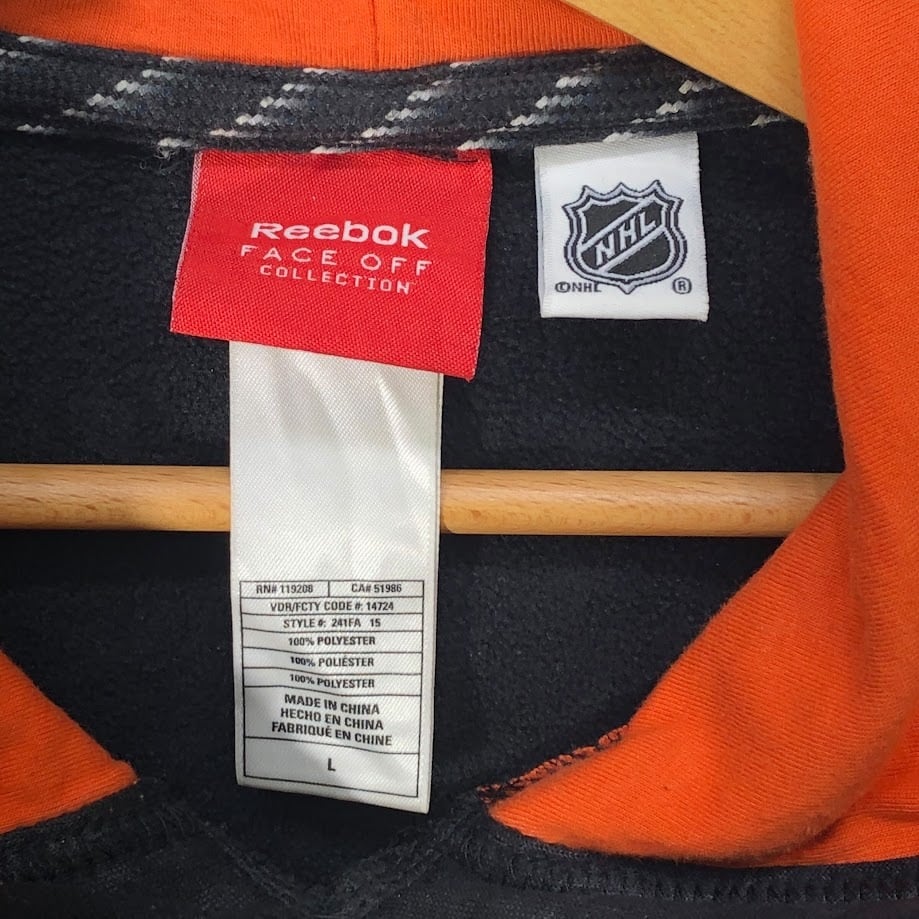 Reebok
FACE OFF
COLLECTION
NHL
©NHL ®
RN# 119208 CA# 51986
VDR/FCTY CODE #: 14724
STYLE #: 241FA 15
100% POLYESTER
100% POLIÉSTER
100% POLYESTER
MADE IN CHINA
HECHO EN CHINA
FABRIQUÉ EN CHINE
L